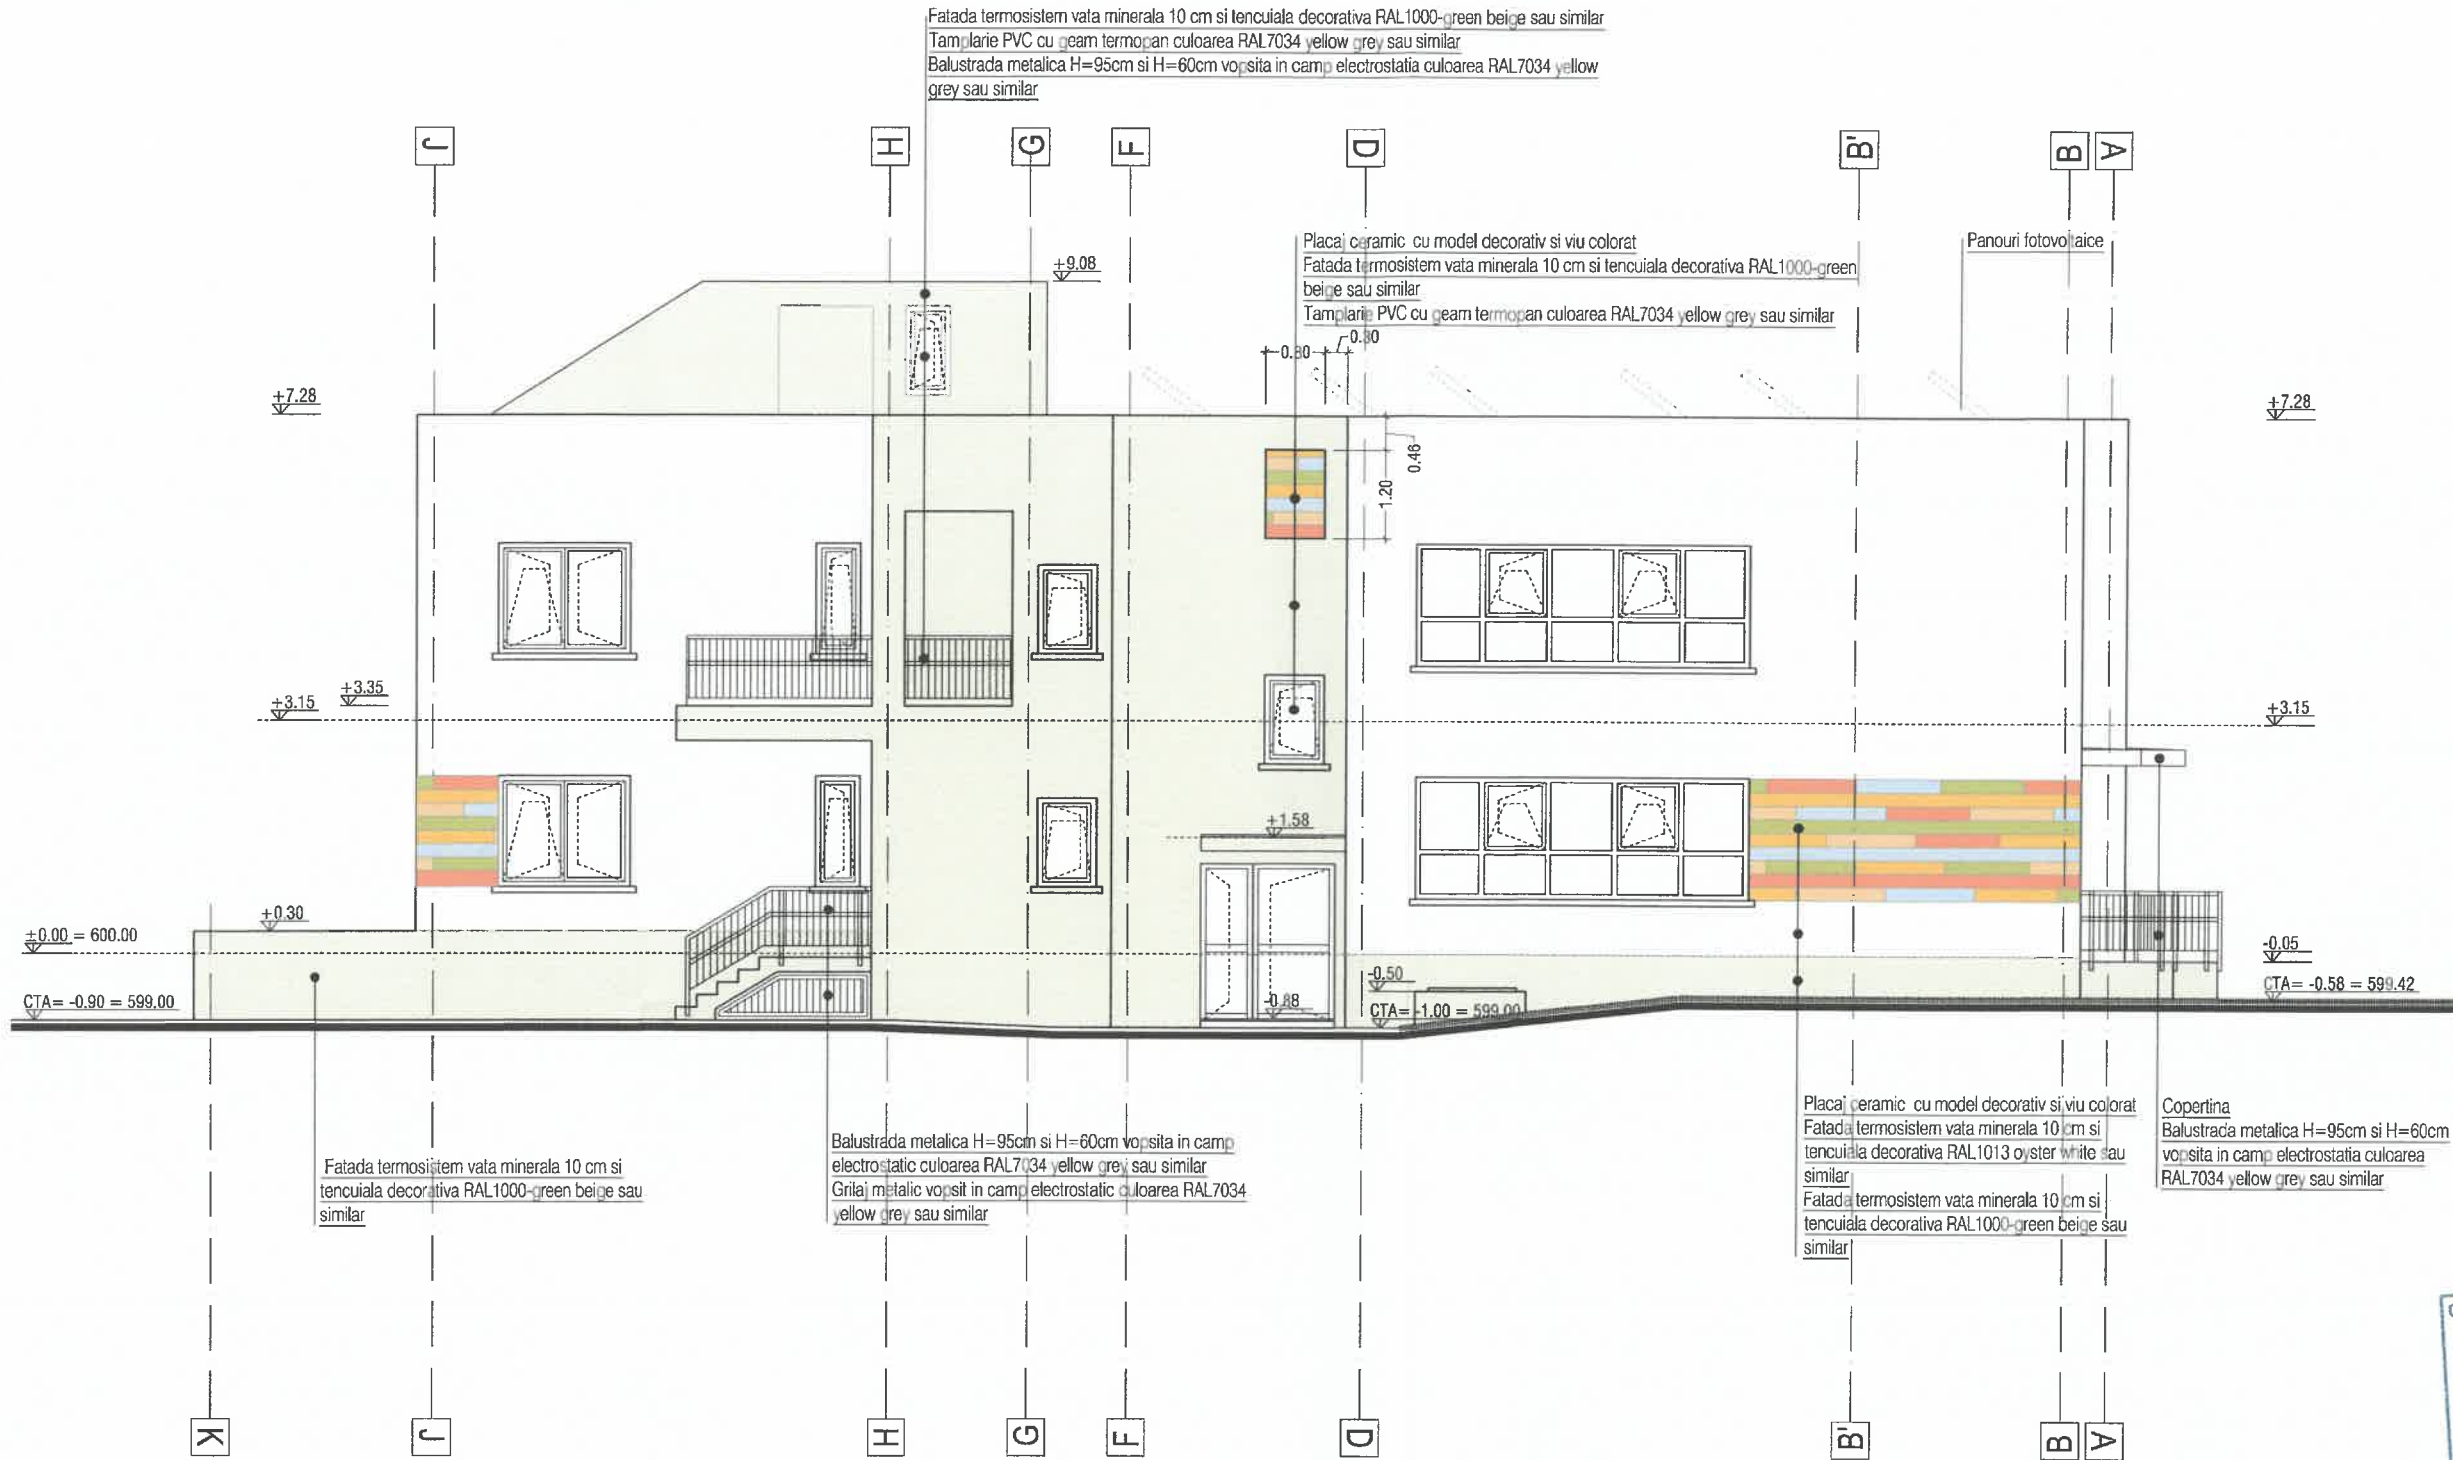 Fatada termosistem vata minerala 10 cm si tencuiala decorativa RAL1000-green beige sau similar
Tamplarie PVC cu geam termopan culoarea RAL7034 yellow grey sau similar
Balustrada metalica H=95cm si H=60cm vopsita in camp electrostatia culoarea RAL7034 yellow
grey sau similar
J
H
G
F
D
B'
B
A
Placaj ceramic cu model decorativ si viu colorat
Fatada termosistem vata minerala 10 cm si tencuiala decorativa RAL1000-green
beige sau similar
Tamplarie PVC cu geam termopan culoarea RAL7034 yellow grey sau similar
Panouri fotovoltaice
+9.08
0.80
0.30
+7.28
+7.28
0.46
1.20
+3.15
+3.35
+3.15
+1.58
+0.30
±0.00 = 600.00
-0.05
-0.50
CTA= -0.90 = 599.00
-0.88
CTA= -1.00 = 599.00
CTA= -0.58 = 599.42
Fatada termosistem vata minerala 10 cm si
tencuiala decorativa RAL1000-green beige sau
similar
Balustrada metalica H=95cm si H=60cm vopsita in camp
electrostatic culoarea RAL7034 yellow grey sau similar
Grilaj metalic vopsit in camp electrostatic culoarea RAL7034
yellow grey sau similar
Placaj ceramic cu model decorativ si viu colorat
Fatada termosistem vata minerala 10 cm si
tencuiala decorativa RAL1013 oyster white sau
similar
Fatada termosistem vata minerala 10 cm si
tencuiala decorativa RAL1000-green beige sau
similar
Copertina
Balustrada metalica H=95cm si H=60cm
vopsita in camp electrostatia culoarea
RAL7034 yellow grey sau similar
K
J
H
G
F
D
B'
B
A